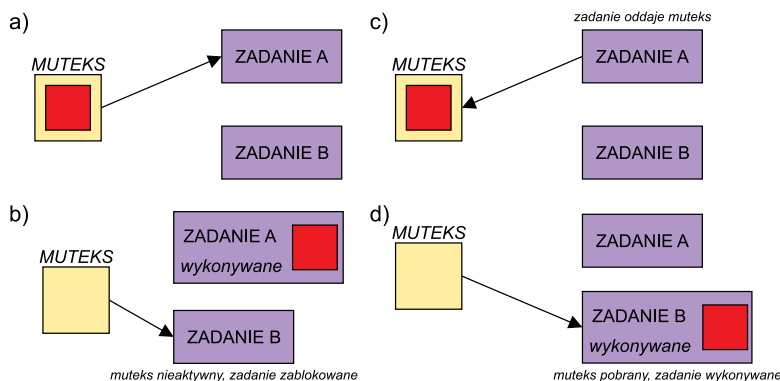 a)
MUTEKS
ZADANIE A
ZADANIE B
b)
MUTEKS
ZADANIE A
wykonywane
ZADANIE B
muteks nieaktywny, zadanie zablokowane
c)
zadanie oddaje muteks
MUTEKS
ZADANIE A
ZADANIE B
d)
MUTEKS
ZADANIE A
ZADANIE B
wykonywane
muteks pobrany, zadanie wykonywane